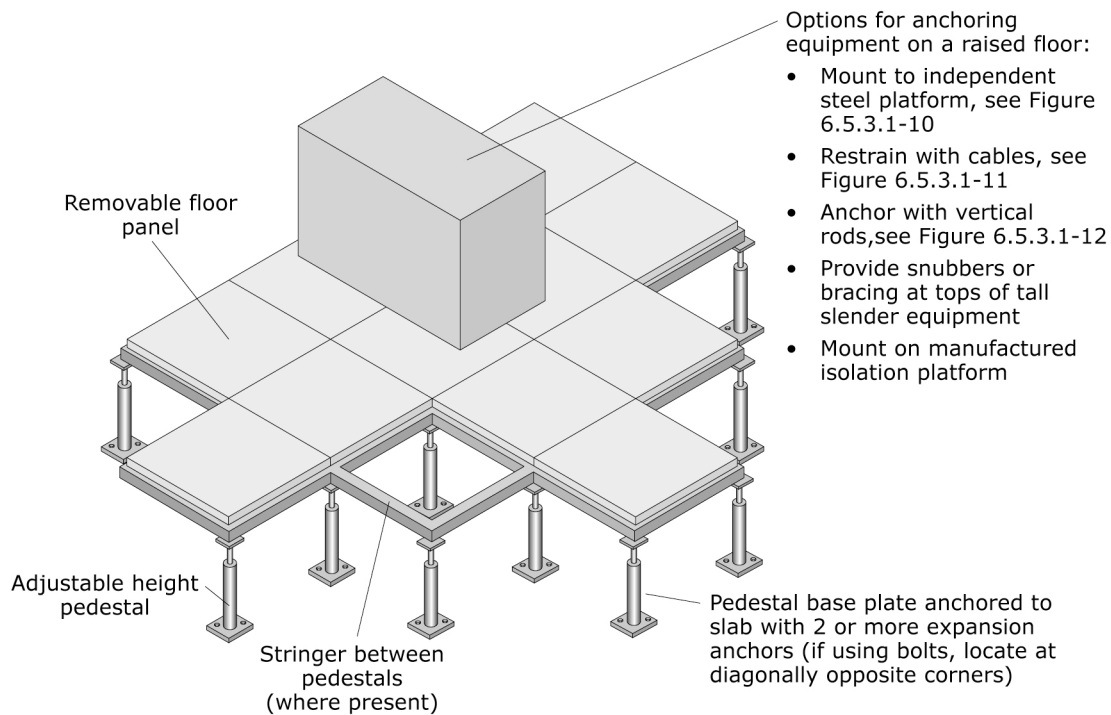 Options for anchoring
equipment on a raised floor:
• Mount to independent
steel platform, see Figure
6.5.3.1-10
• Restrain with cables, see
Figure 6.5.3.1-11
• Anchor with vertical
rods,see Figure 6.5.3.1-12
• Provide snubbers or
bracing at tops of tall
slender equipment
• Mount on manufactured
isolation platform
Removable floor
panel
Adjustable height
pedestal
Stringer between
pedestals
(where present)
Pedestal base plate anchored to
slab with 2 or more expansion
anchors (if using bolts, locate at
diagonally opposite corners)